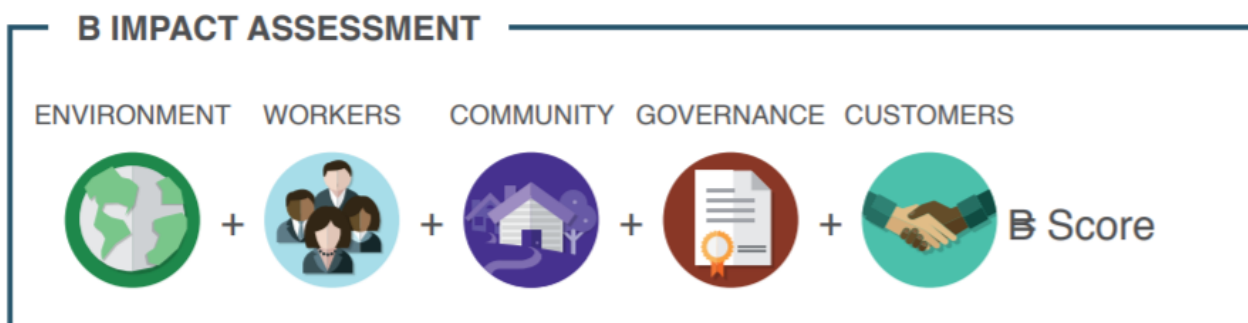 B IMPACT ASSESSMENT
ENVIRONMENT WORKERS COMMUNITY GOVERNANCE CUSTOMERS
+ + + + B Score